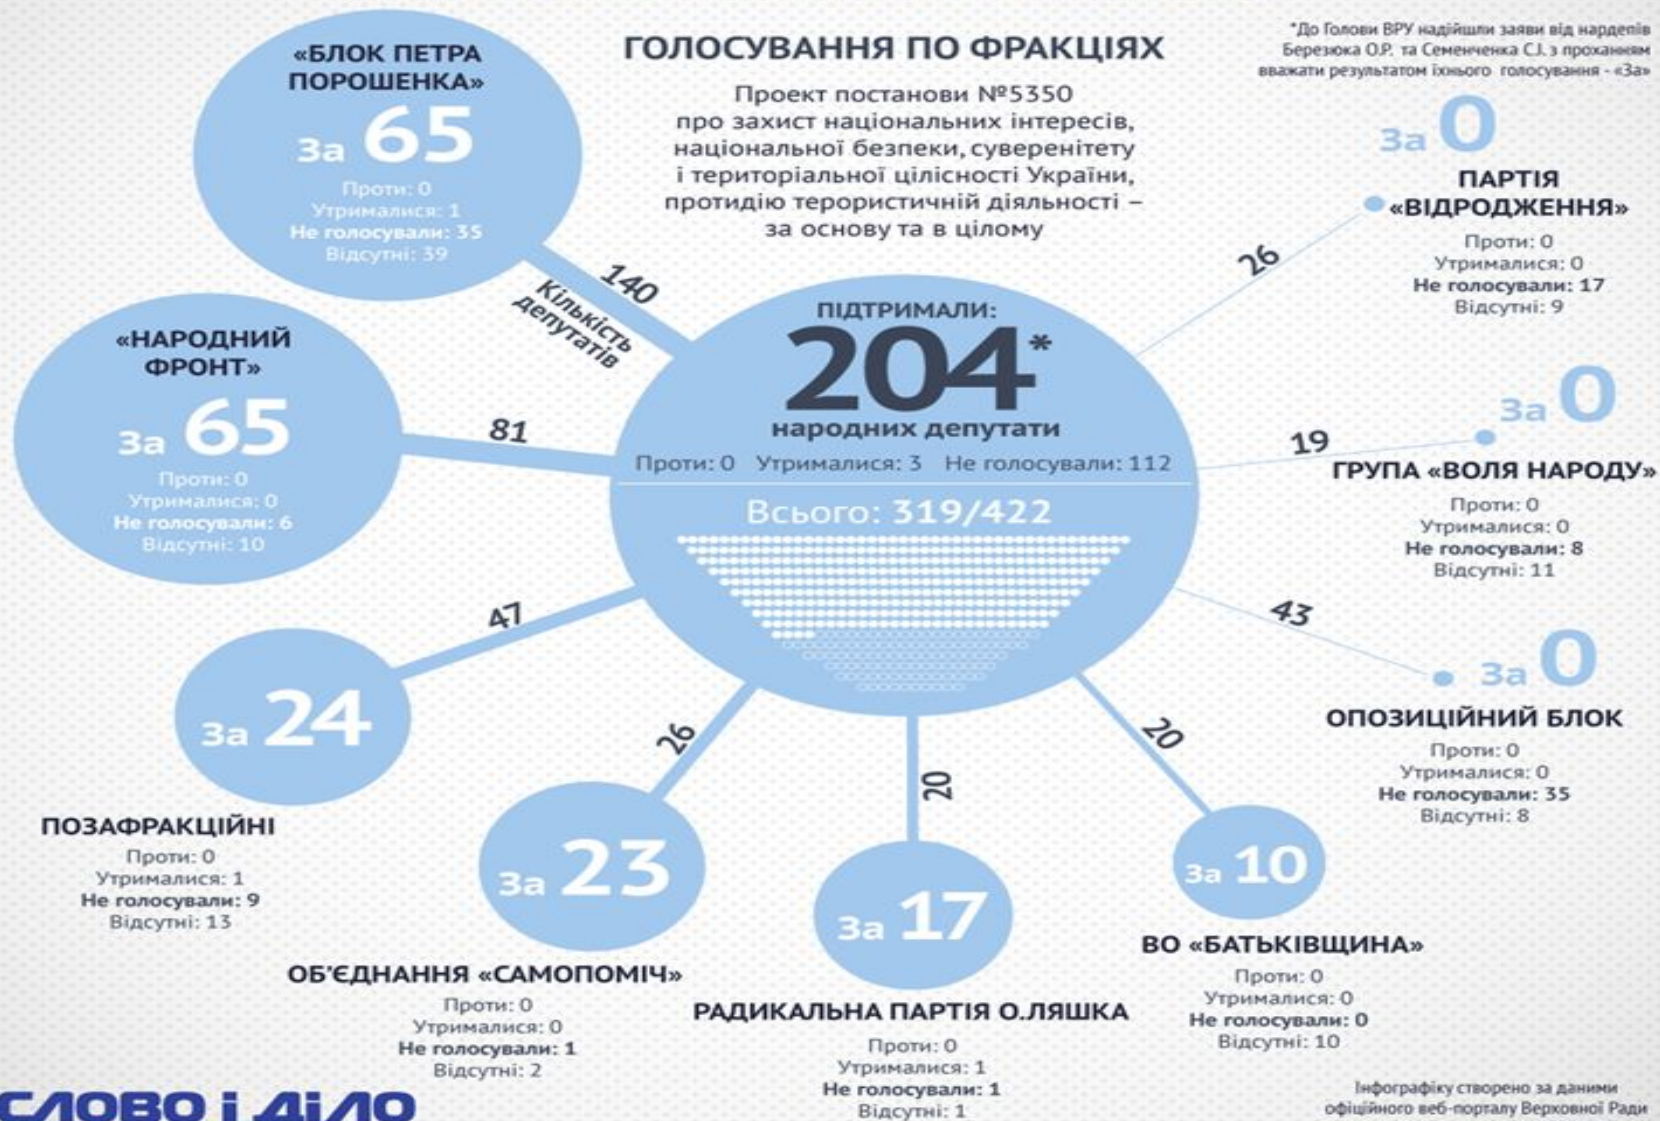 ГОЛОСУВАННЯ ПО ФРАКЦІЯХ
Проект постанови №5350
про захист національних інтересів,
національної безпеки, суверенітету
і територіальної цілісності України,
протидію терористичній діяльності –
за основу та в цілому
*До Голови ВРУ надійшли заяви від нардепів
Березюка О.Р. та Семенченка С.І. з проханням
вважати результатом їхнього голосування - «За»
«БЛОК ПЕТРА
ПОРОШЕНКА»
За 65
Проти: 0
Утрималися: 1
Не голосували: 35
Відсутні: 39
140
Кількість
депутатів
«НАРОДНИЙ
ФРОНТ»
За 65
Проти: 0
Утрималися: 0
Не голосували: 6
Відсутні: 10
81
ПІДТРИМАЛИ:
204*
народних депутати
Проти: 0 Утрималися: 3 Не голосували: 112
Всього: 319/422
За 0
ПАРТІЯ
«ВІДРОДЖЕННЯ»
Проти: 0
Утрималися: 0
Не голосували: 17
Відсутні: 9
26
За 0
19
ГРУПА «ВОЛЯ НАРОДУ»
Проти: 0
Утрималися: 0
Не голосували: 8
Відсутні: 11
43
За 0
ОПОЗИЦІЙНИЙ БЛОК
Проти: 0
Утрималися: 0
Не голосували: 35
Відсутні: 8
47
За 24
ПОЗАФРАКЦІЙНІ
Проти: 0
Утрималися: 1
Не голосували: 9
Відсутні: 13
26
За 23
ОБ'ЄДНАННЯ «САМОПОМІЧ»
Проти: 0
Утрималися: 0
Не голосували: 1
Відсутні: 2
20
За 17
РАДИКАЛЬНА ПАРТІЯ О.ЛЯШКА
Проти: 0
Утрималися: 1
Не голосували: 1
Відсутні: 1
20
За 10
ВО «БАТЬКІВЩИНА»
Проти: 0
Утрималися: 0
Не голосували: 0
Відсутні: 10
СЛОВО і ДіЛО
Інфографіку створено за даними
офіційного веб-порталу Верховної Ради